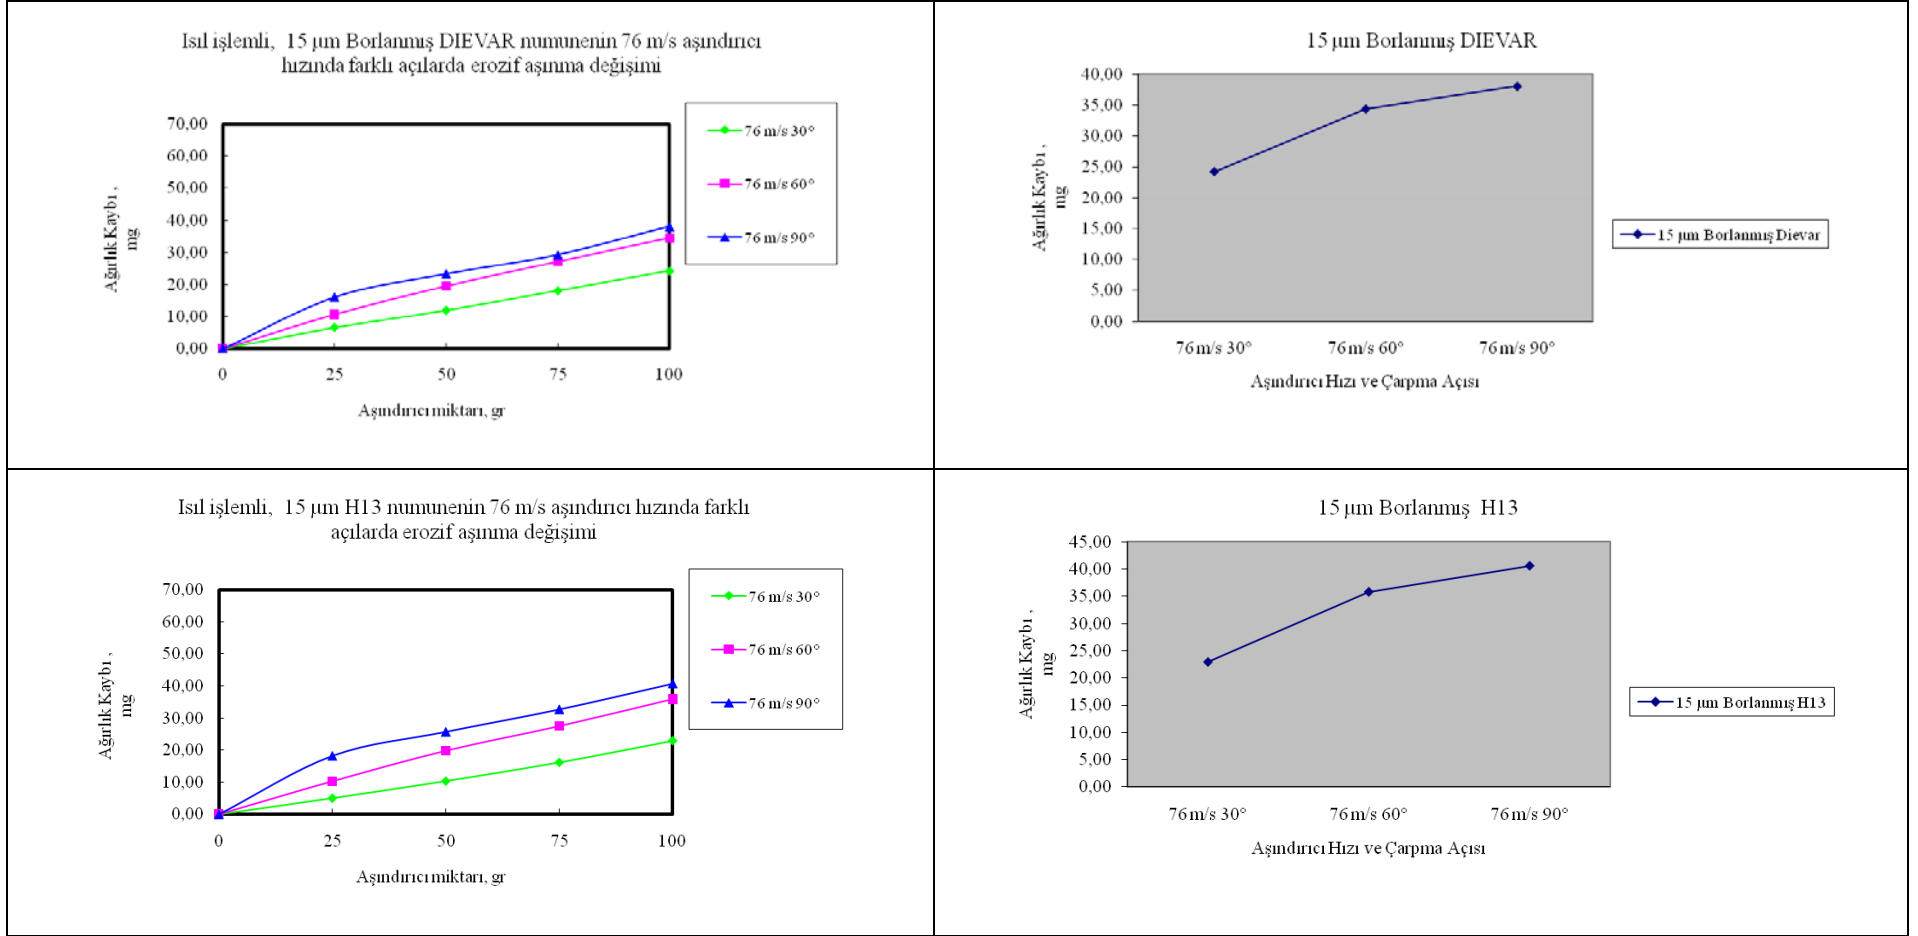 Isıl işlemli,  15 µm Borlanmış DIEVAR numunenin 76 m/s aşındırıcı
hızında farklı açılarda erozif aşınma değişimi
70,00
60,00
50,00
40,00
30,00
20,00
10,00
0,00
0 25 50 75 100
Ağırlık Kaybı ,
mg
Aşındırıcı miktarı, gr
76 m/s 30°
76 m/s 60°
76 m/s 90°
15 µm Borlanmış DIEVAR
40,00
35,00
30,00
25,00
20,00
15,00
10,00
5,00
0,00
Ağırlık Kaybı ,
mg
76 m/s 30° 76 m/s 60° 76 m/s 90°
Aşındırıcı Hızı ve Çarpma Açısı
15 µm Borlanmış Dievar
Isıl işlemli,  15 µm H13 numunenin 76 m/s aşındırıcı hızında farklı
açılarda erozif aşınma değişimi
70,00
60,00
50,00
40,00
30,00
20,00
10,00
0,00
0 25 50 75 100
Ağırlık Kaybı ,
mg
Aşındırıcı miktarı, gr
76 m/s 30°
76 m/s 60°
76 m/s 90°
15 µm Borlanmış  H13
45,00
40,00
35,00
30,00
25,00
20,00
15,00
10,00
5,00
0,00
Ağırlık Kaybı ,
mg
76 m/s 30° 76 m/s 60° 76 m/s 90°
Aşındırıcı Hızı ve Çarpma Açısı
15 µm Borlanmış H13